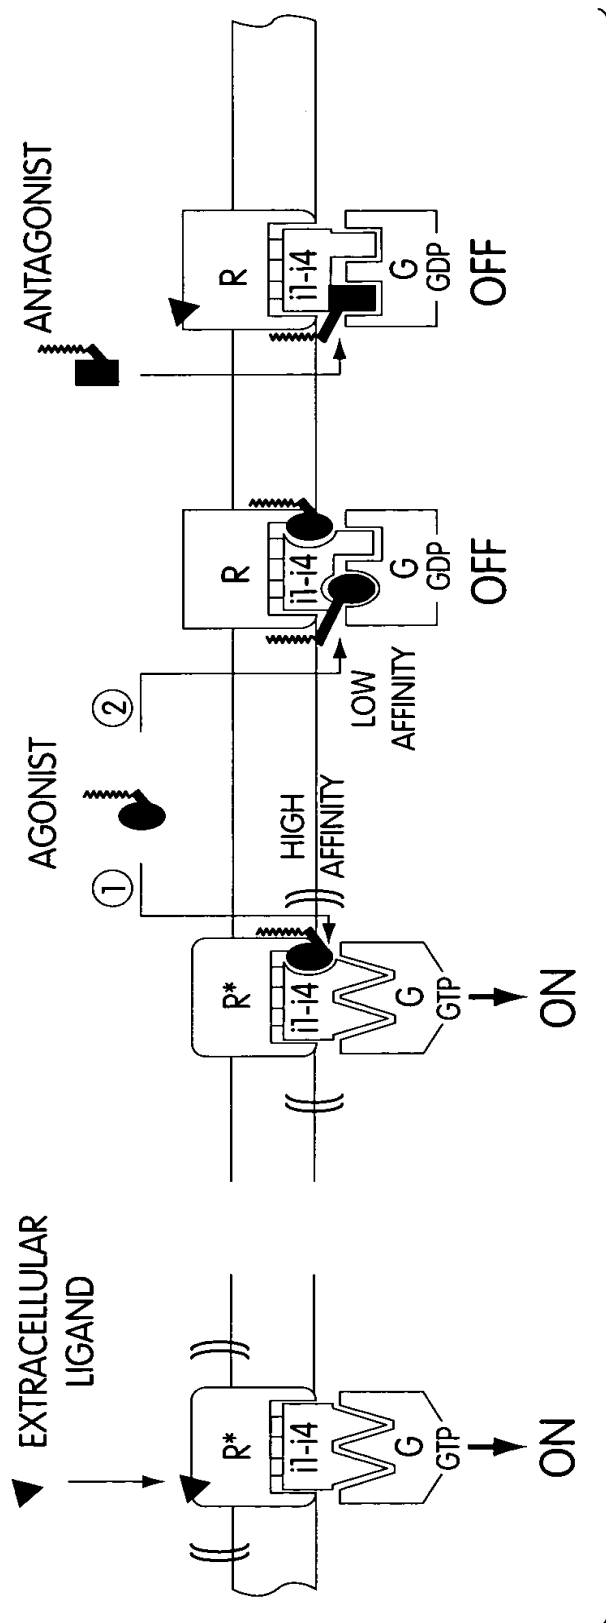 EXTRACELLULAR
LIGAND
R*
i1-i4
G
GTP
ON
AGONIST
1
2
R*
i1-i4
G
GTP
ON
HIGH
AFFINITY
LOW
AFFINITY
R
i1-i4
G
GDP
OFF
ANTAGONIST
R
i1-i4
G
GDP
OFF